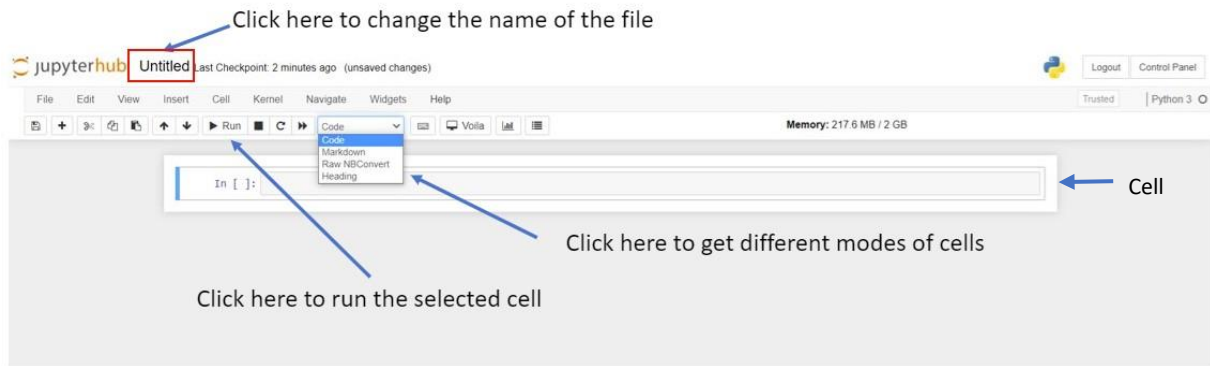 Click here to change the name of the file
jupyterhub Untitled Last Checkpoint: 2 minutes ago (unsaved changes) Logout Control Panel
File Edit View Insert Cell Kernel Navigate Widgets Help Trusted Python 3
Run Code Voila Memory: 217.6 MB / 2 GB
Code
Markdown
Raw NBConvert
Heading
In [ ]:
Cell
Click here to get different modes of cells
Click here to run the selected cell